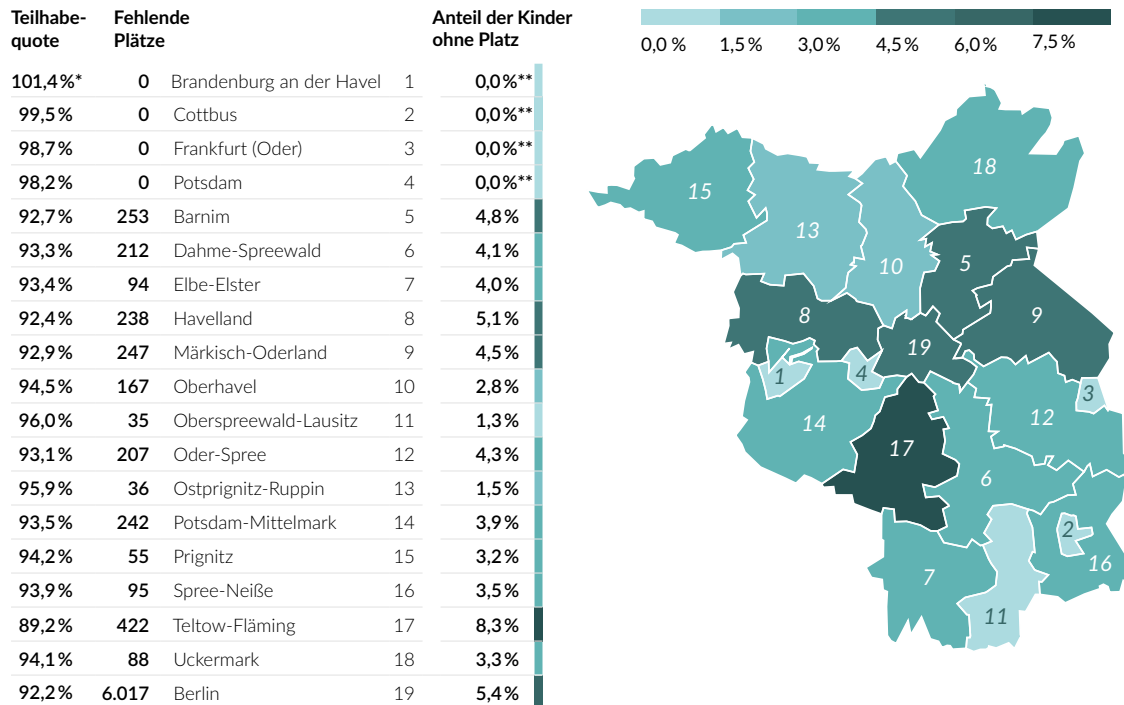 Teilhabe-
quote
Fehlende
Plätze
Anteil der Kinder
ohne Platz
101,4%* 0 Brandenburg an der Havel 1 0,0%**
99,5% 0 Cottbus 2 0,0%**
98,7% 0 Frankfurt (Oder) 3 0,0%**
98,2% 0 Potsdam 4 0,0%**
92,7% 253 Barnim 5 4,8%
93,3% 212 Dahme-Spreewald 6 4,1%
93,4% 94 Elbe-Elster 7 4,0%
92,4% 238 Havelland 8 5,1%
92,9% 247 Märkisch-Oderland 9 4,5%
94,5% 167 Oberhavel 10 2,8%
96,0% 35 Oberspreewald-Lausitz 11 1,3%
93,1% 207 Oder-Spree 12 4,3%
95,9% 36 Ostprignitz-Ruppin 13 1,5%
93,5% 242 Potsdam-Mittelmark 14 3,9%
94,2% 55 Prignitz 15 3,2%
93,9% 95 Spree-Neiße 16 3,5%
89,2% 422 Teltow-Fläming 17 8,3%
94,1% 88 Uckermark 18 3,3%
92,2% 6.017 Berlin 19 5,4%
0,0% 1,5% 3,0% 4,5% 6,0% 7,5%
18
15
13
5
10
8
9
19
1
4
3
14
12
17
6
2
16
7
11